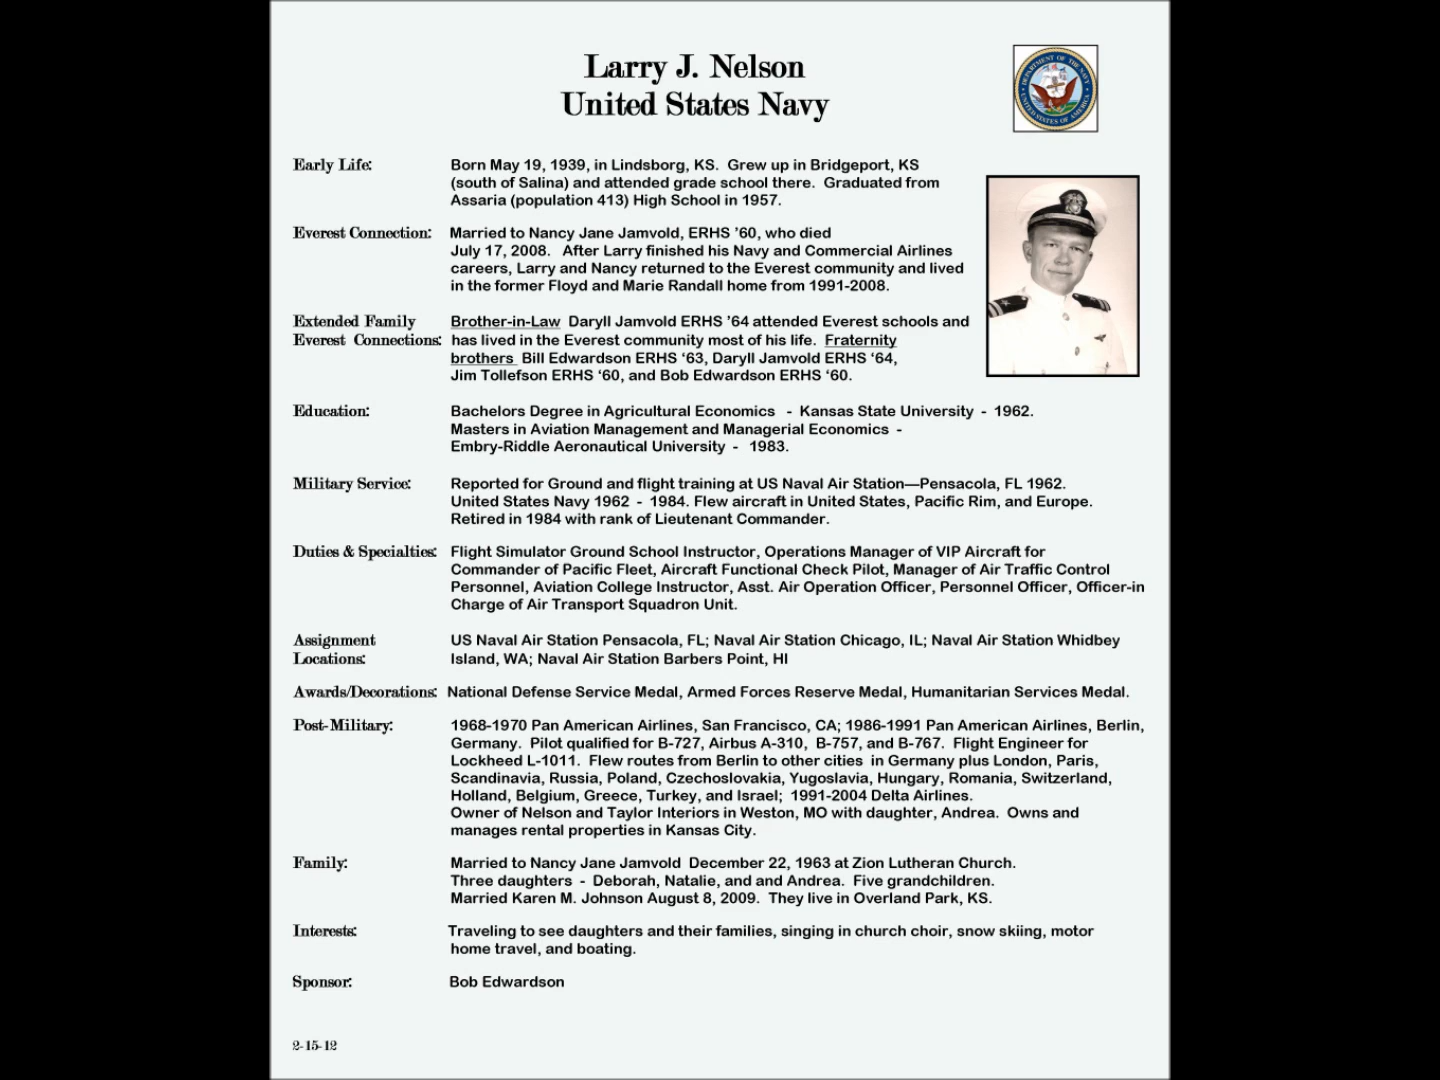 Larry J. Nelson
United States Navy
DEPARTMENT OF THE NAVY
UNITED STATES OF AMERICA
Early Life: Born May 19, 1939, in Lindsborg, KS. Grew up in Bridgeport, KS
(south of Salina) and attended grade school there. Graduated from
Assaria (population 413) High School in 1957.
Everest Connection: Married to Nancy Jane Jamvold, ERHS ’60, who died
July 17, 2008. After Larry finished his Navy and Commercial Airlines
careers, Larry and Nancy returned to the Everest community and lived
in the former Floyd and Marie Randall home from 1991-2008.
Extended Family Brother-in-Law Daryll Jamvold ERHS ’64 attended Everest schools and
Everest Connections: has lived in the Everest community most of his life. Fraternity
brothers Bill Edwardson ERHS ‘63, Daryll Jamvold ERHS ‘64,
Jim Tollefson ERHS ‘60, and Bob Edwardson ERHS ‘60.
Education: Bachelors Degree in Agricultural Economics - Kansas State University - 1962.
Masters in Aviation Management and Managerial Economics -
Embry-Riddle Aeronautical University - 1983.
Military Service: Reported for Ground and flight training at US Naval Air Station—Pensacola, FL 1962.
United States Navy 1962 - 1984. Flew aircraft in United States, Pacific Rim, and Europe.
Retired in 1984 with rank of Lieutenant Commander.
Duties & Specialties: Flight Simulator Ground School Instructor, Operations Manager of VIP Aircraft for
Commander of Pacific Fleet, Aircraft Functional Check Pilot, Manager of Air Traffic Control
Personnel, Aviation College Instructor, Asst. Air Operation Officer, Personnel Officer, Officer-in
Charge of Air Transport Squadron Unit.
Assignment US Naval Air Station Pensacola, FL; Naval Air Station Chicago, IL; Naval Air Station Whidbey
Locations: Island, WA; Naval Air Station Barbers Point, HI
Awards/Decorations: National Defense Service Medal, Armed Forces Reserve Medal, Humanitarian Services Medal.
Post-Military: 1968-1970 Pan American Airlines, San Francisco, CA; 1986-1991 Pan American Airlines, Berlin,
Germany. Pilot qualified for B-727, Airbus A-310, B-757, and B-767. Flight Engineer for
Lockheed L-1011. Flew routes from Berlin to other cities in Germany plus London, Paris,
Scandinavia, Russia, Poland, Czechoslovakia, Yugoslavia, Hungary, Romania, Switzerland,
Holland, Belgium, Greece, Turkey, and Israel; 1991-2004 Delta Airlines.
Owner of Nelson and Taylor Interiors in Weston, MO with daughter, Andrea. Owns and
manages rental properties in Kansas City.
Family: Married to Nancy Jane Jamvold December 22, 1963 at Zion Lutheran Church.
Three daughters - Deborah, Natalie, and and Andrea. Five grandchildren.
Married Karen M. Johnson August 8, 2009. They live in Overland Park, KS.
Interests: Traveling to see daughters and their families, singing in church choir, snow skiing, motor
home travel, and boating.
Sponsor: Bob Edwardson
2-15-12